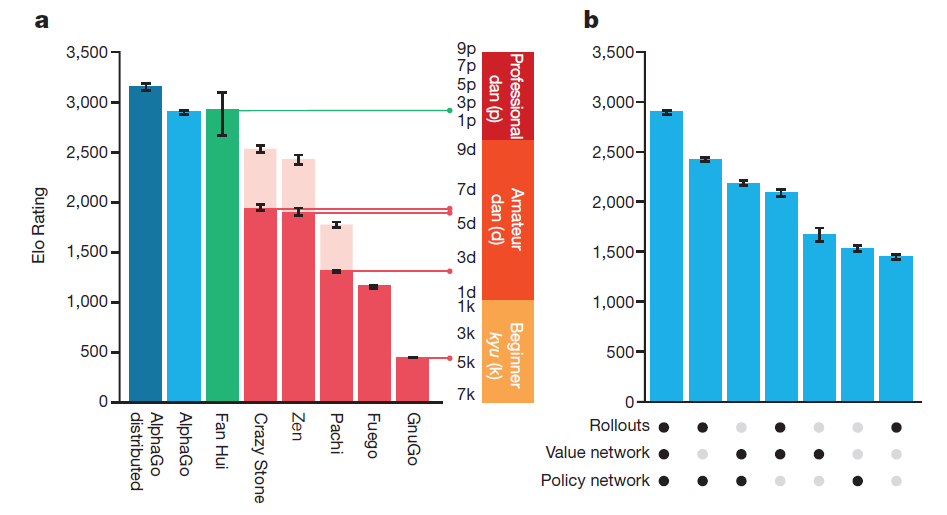 a
3,500
3,000
2,500
2,000
1,500
1,000
500
0
Elo Rating
AlphaGo
distributed
AlphaGo
Fan Hui
Crazy Stone
Zen
Pachi
Fuego
GnuGo
9p
7p
5p
3p
1p
9d
7d
5d
3d
1d
1k
3k
5k
7k
Professional
dan (p)
Amateur
dan (d)
Beginner
kyu (k)
b
3,500
3,000
2,500
2,000
1,500
1,000
500
0
Rollouts
Value network
Policy network